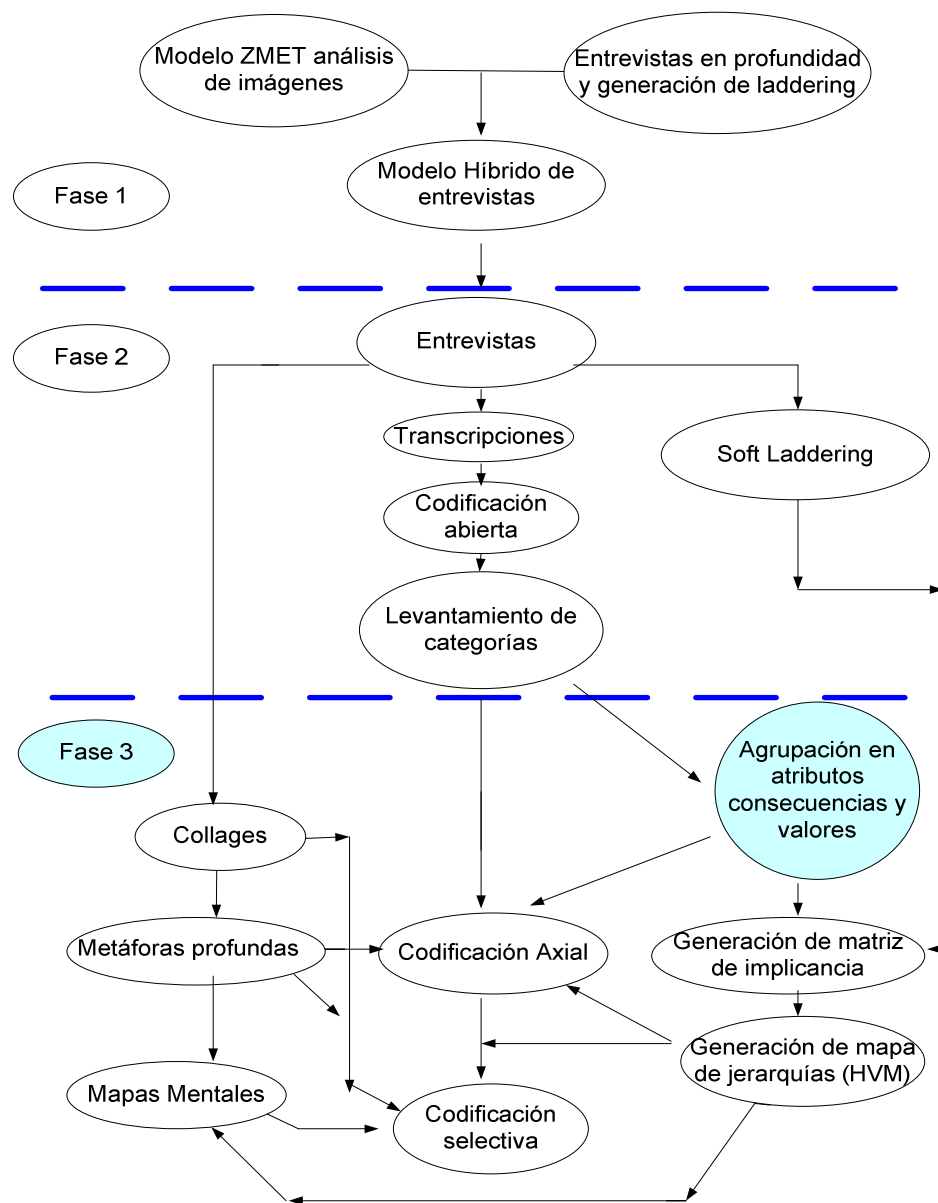 Modelo ZMET análisis
de imágenes
Entrevistas en profundidad
y generación de laddering
Modelo Híbrido de
entrevistas
Fase 1
Entrevistas
Fase 2
Transcripciones
Soft Laddering
Codificación
abierta
Levantamiento de
categorías
Fase 3
Agrupación en
atributos
consecuencias y
valores
Collages
Metáforas profundas
Codificación Axial
Generación de matriz
de implicancia
Generación de mapa
de jerarquías (HVM)
Mapas Mentales
Codificación
selectiva